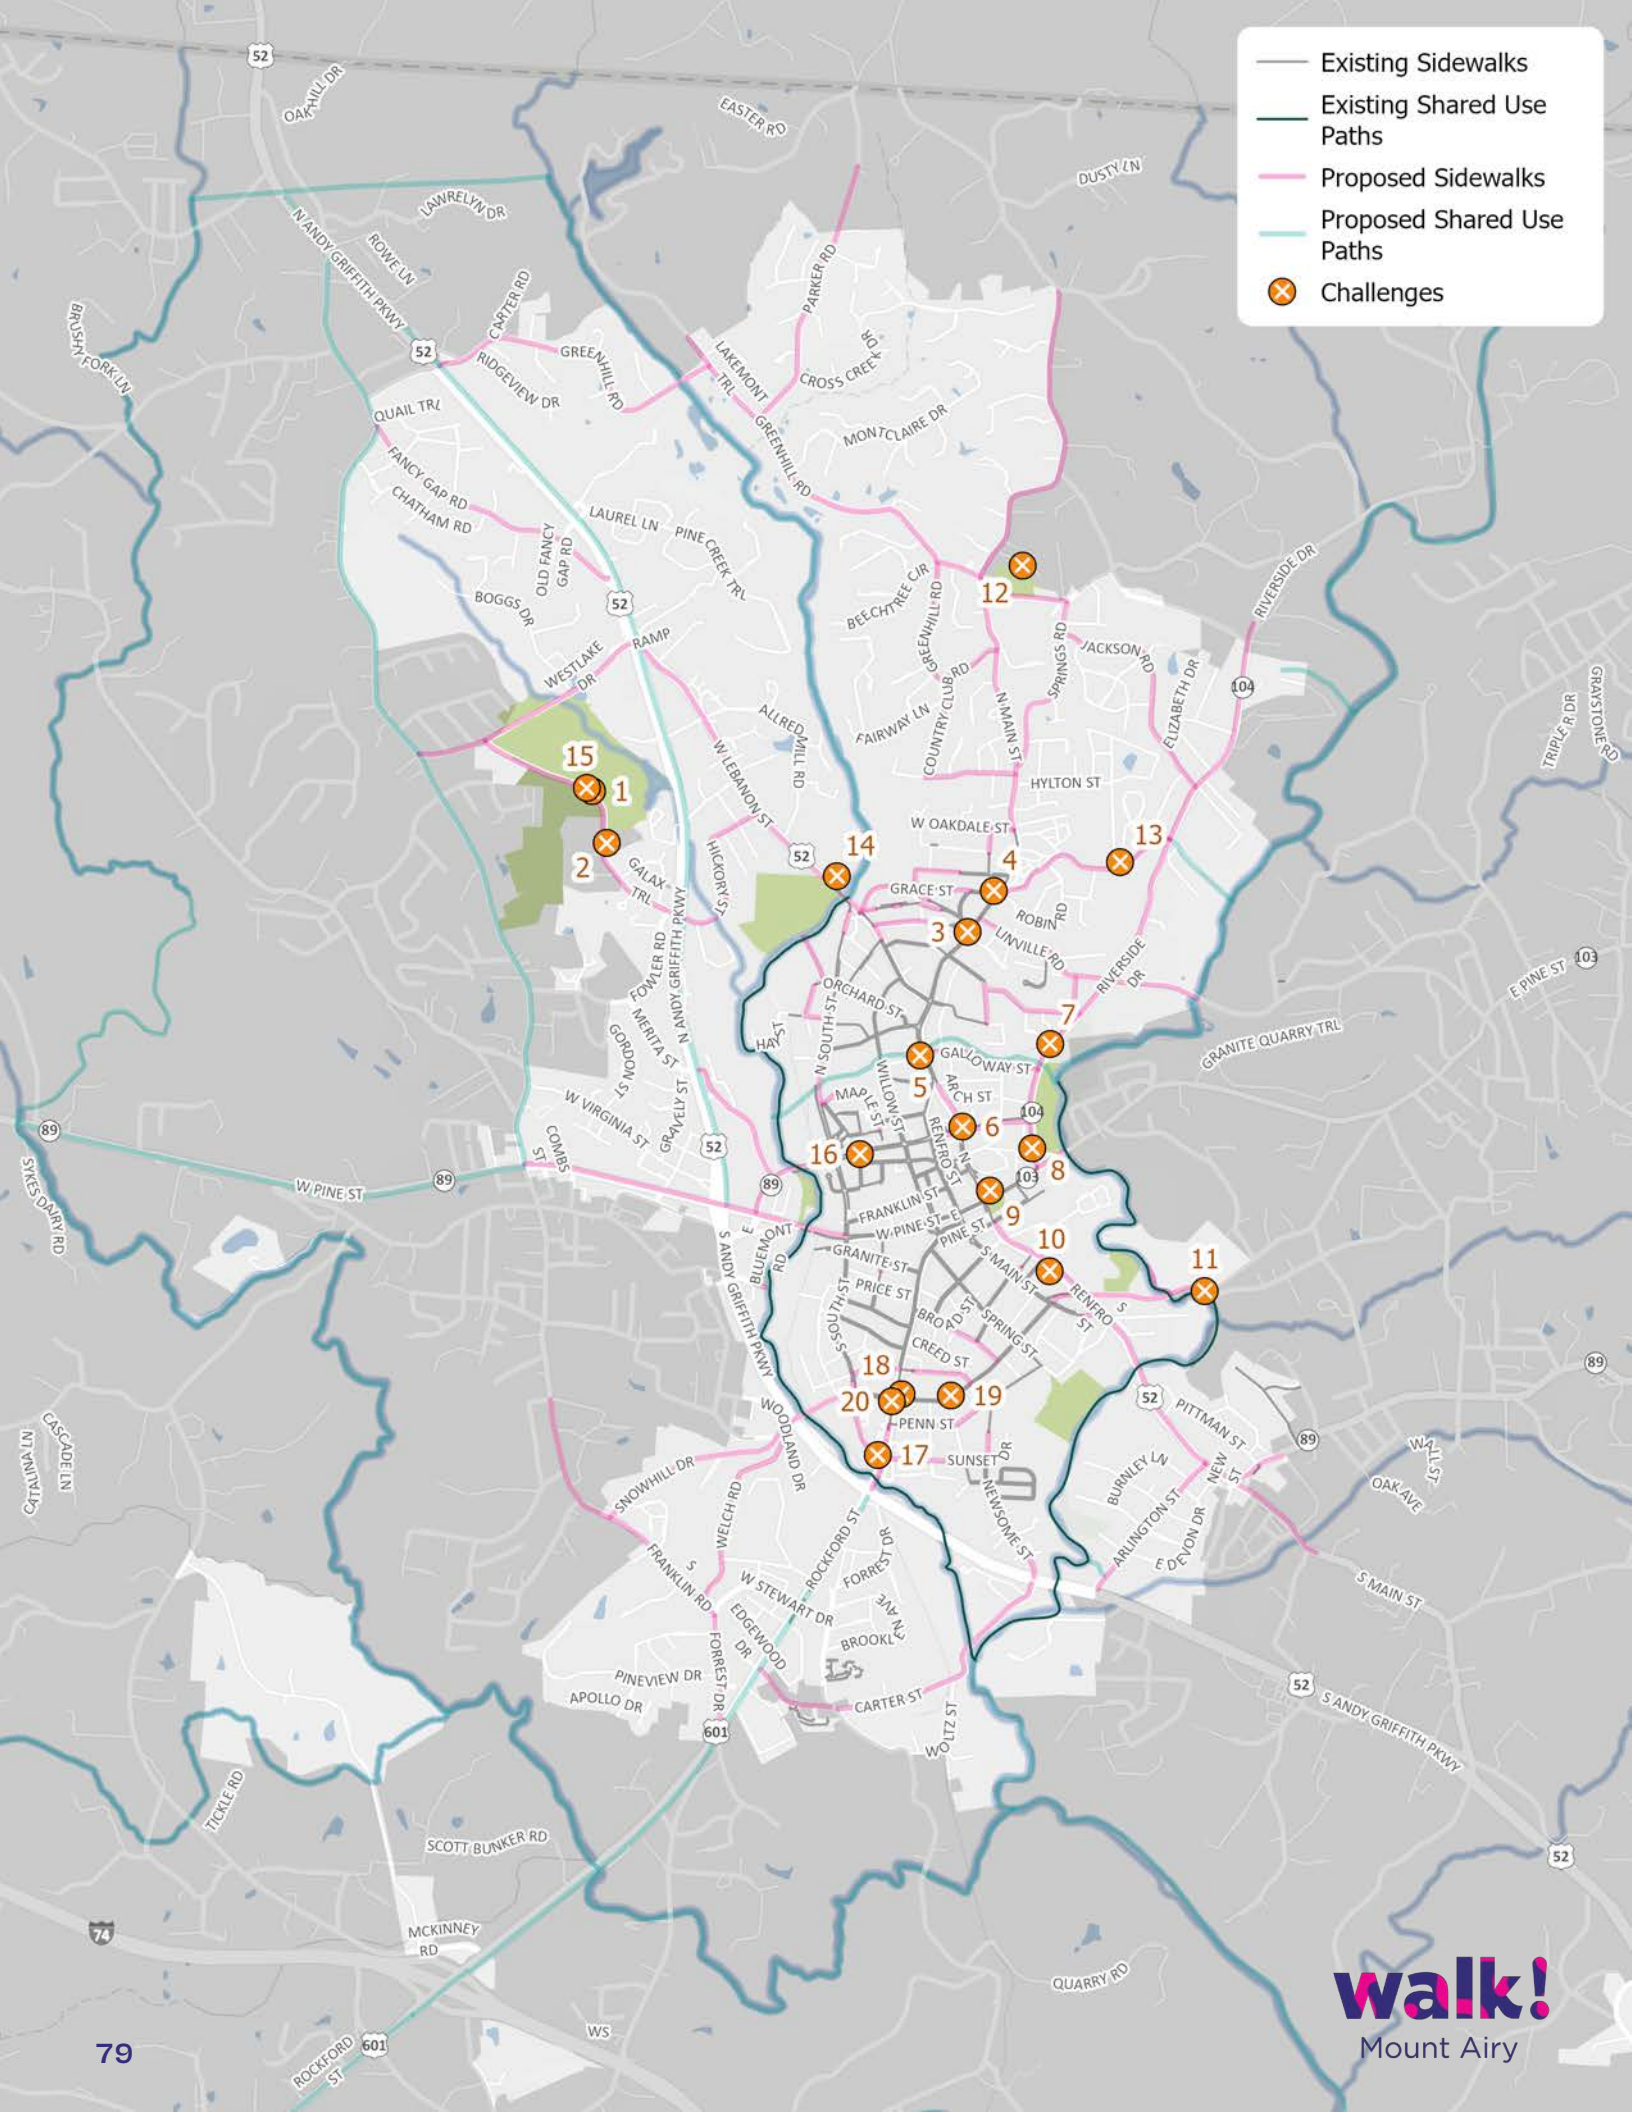 Existing Sidewalks
Existing Shared Use
Paths
Proposed Sidewalks
Proposed Shared Use
Paths
Challenges
52
OAKHILL DR
EASTER RD
DUSTY LN
LAWRELYN DR
N ANDY GRIFFITH PKWY
ROWE LN
CARTER RD
PARKER RD
BRUSHY FORK LN
52
RIDGEVIEW DR
GREENHILL RD
LAKEMONT
TRL
CROSS CREEK DR
QUAIL TRL
MONTCLAIRE DR
GREENHILL RD
FANCY GAP RD
CHATHAM RD
OLD FANCY
GAP RD
LAUREL LN
PINE CREEK TRL
RIVERSIDE DR
BOGGS DR
52
BEECHTREE CIR
12
GREENHILL RD
WESTLAKE
DR
RAMP
SPRINGS RD
JACKSON RD
COUNTRY CLUB RD
ELIZABETH DR
104
GRAYSTONE RD
TRIPLE R DR
ALLRED
MILL RD
FAIRWAY LN
N MAIN ST
W LEBANON ST
15
1
HYLTON ST
W OAKDALE ST
13
2
GALAX
TRL
HICKORY ST
52
14
4
GRACE ST
3
ROBIN RD
LINVILLE RD
FOWLER RD
N ANDY GRIFFITH PKWY
RIVERSIDE
DR
E PINE ST
103
ORCHARD ST
N SOUTH ST
7
MERITA ST
GORDON ST
HAY ST
GALLOWAY ST
GRANITE QUARRY TRL
5
WILLOW ST
ARCH ST
MAPLE ST
104
89
W VIRGINIA ST
GRAVELY ST
52
6
RENFRO ST
N
16
8
103
COMBS
ST
89
89
W PINE ST
SYKES DAIRY RD
FRANKLIN ST
9
W PINE ST
E
PINE ST
E
BLUEMONT
RD
10
11
GRANITE ST
S MAIN ST
S ANDY GRIFFITH PKWY
PRICE ST
S SOUTH ST
RENFRO
ST
S
BROAD ST
SPRING ST
CREED ST
18
20
19
89
52
PENN ST
PITTMAN ST
WOODLAND DR
17
SUNSET DR
89
CASCADE LN
CATALINA LN
SNOWHILL DR
WELCH RD
NEWSOME ST
BURNLEY LN
NEW
ST
WALL ST
OAK AVE
ARLINGTON ST
E DEVON DR
ROCKFORD ST
FORREST DR
S
FRANKLIN RD
W STEWART DR
S MAIN ST
EDGEWOOD
DR
BROOKLYN AVE
FORREST DR
PINEVIEW DR
APOLLO DR
CARTER ST
52
S ANDY GRIFFITH PKWY
601
WOLTZ ST
TICKLE RD
SCOTT BUNKER RD
52
74
MCKINNEY
RD
QUARRY RD
WS
601
ROCKFORD
ST
walk!
Mount Airy
79